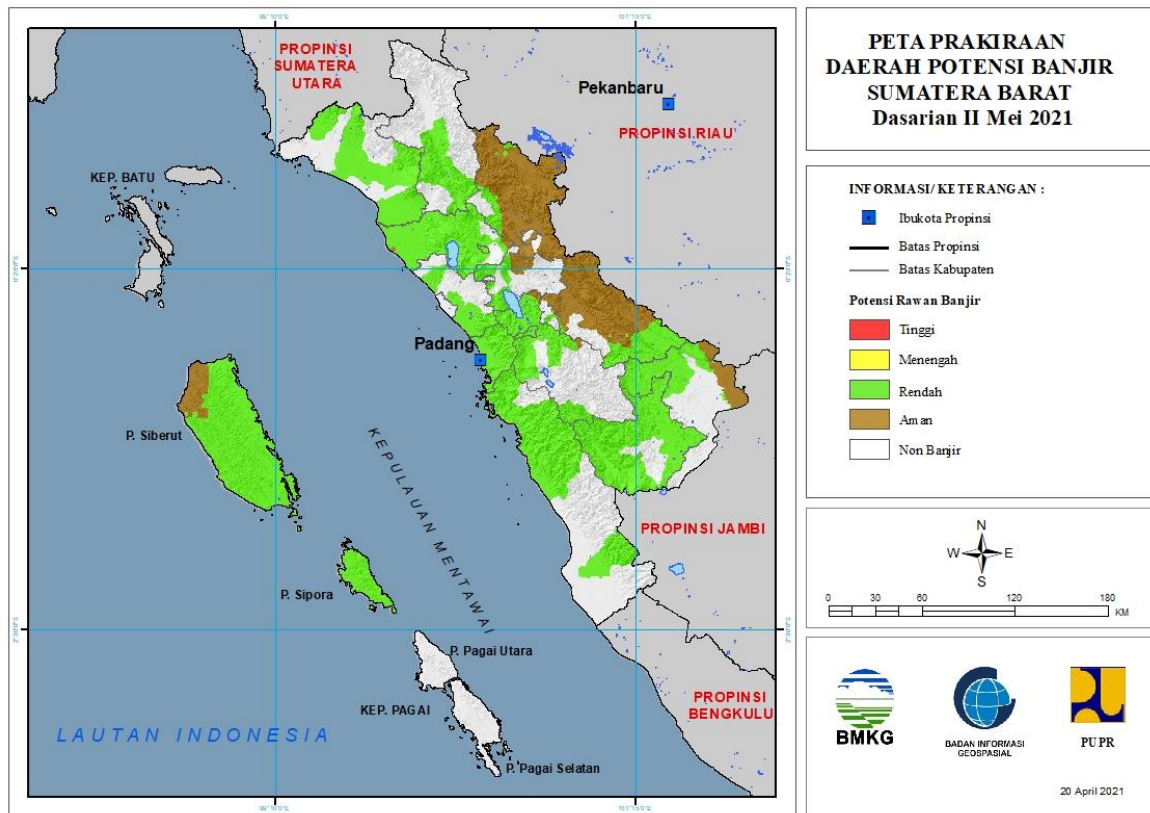 PETA PRAKIRAAN
DAERAH POTENSI BANJIR
SUMATERA BARAT
Dasarian II Mei 2021
INFORMASI/ KETERANGAN :
Ibukota Propinsi
Batas Propinsi
Batas Kabupaten
Potensi Rawan Banjir
Tinggi
Menengah
Rendah
Aman
Non Banjir
N
W
E
S
0
30
60
120
180
KM
BMKG
BADAN INFORMASI
GEOSPASIAL
PUPR
20 April 2021
PROPINSI
SUMATERA
UTARA
Pekanbaru
PROPINSI RIAU
KEP. BATU
Padang
P. Siberut
KEPULAUAN MENTAWAI
PROPINSI JAMBI
P. Sipora
P. Pagai Utara
KEP. PAGAI
PROPINSI
BENGKULU
LAUTAN INDONESIA
P. Pagai Selatan